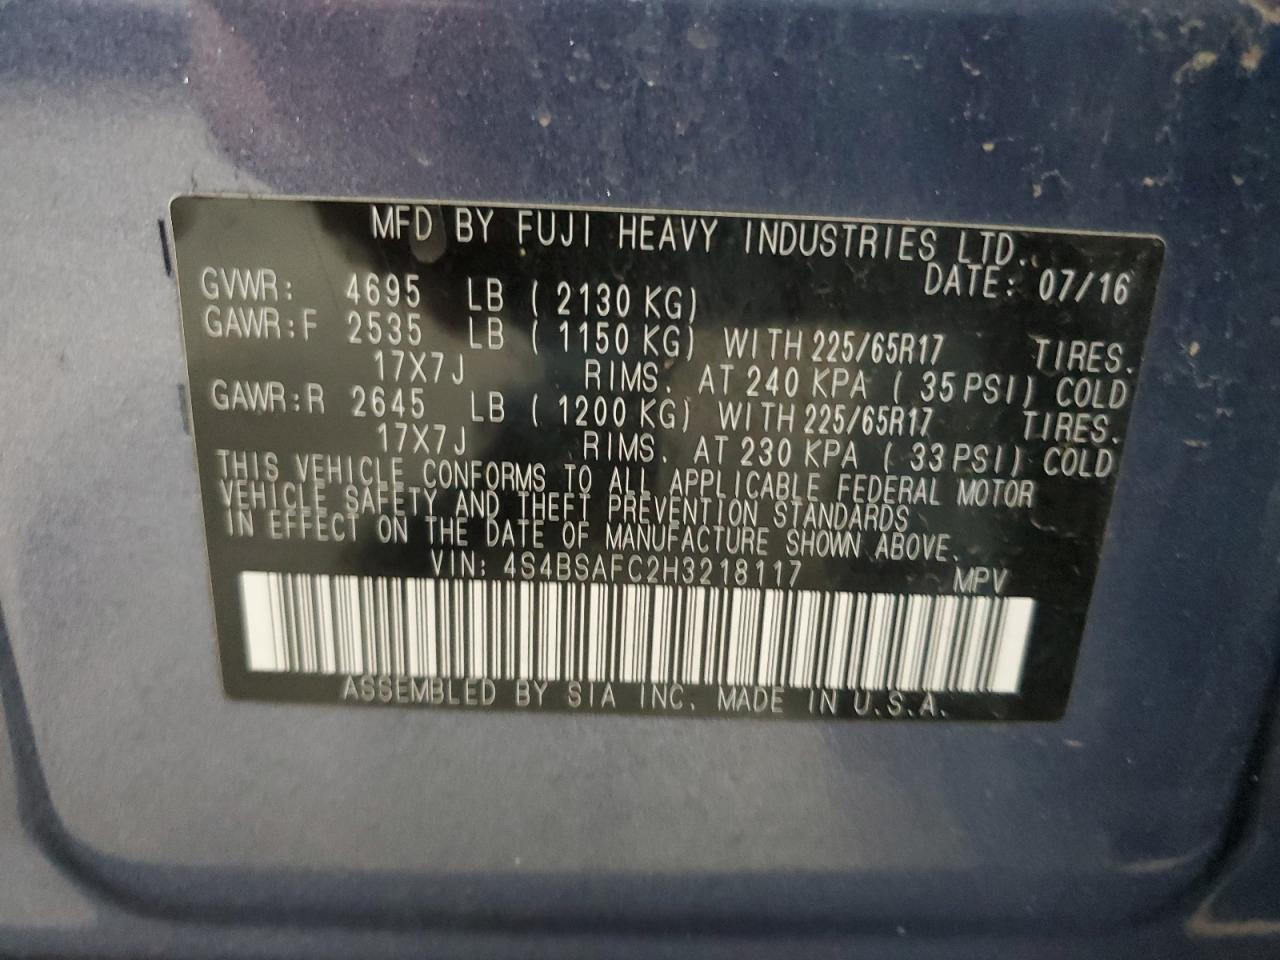 MFD BY FUJI HEAVY INDUSTRIES LTD.
DATE: 07/16
GVWR: 4695 LB ( 2130 KG)
GAWR:F 2535 LB ( 1150 KG) WITH 225/65R17 TIRES.
17X7J RIMS. AT 240 KPA ( 35 PSI) COLD
GAWR:R 2645 LB ( 1200 KG) WITH 225/65R17 TIRES.
17X7J RIMS. AT 230 KPA ( 33 PSI) COLD
THIS VEHICLE CONFORMS TO ALL APPLICABLE FEDERAL MOTOR
VEHICLE SAFETY AND THEFT PREVENTION STANDARDS
IN EFFECT ON THE DATE OF MANUFACTURE SHOWN ABOVE.
VIN: 4S4BSAFC2H3218117 MPV
ASSEMBLED BY SIA INC. MADE IN U.S.A.